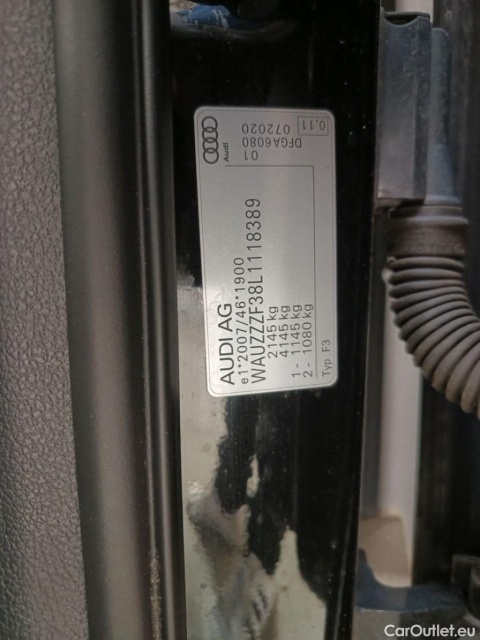 AUDI AG
e1*2007/46*1900
WAUZZZF38L1118389
2145 kg
4145 kg
1 - 1145 kg
2 - 1080 kg
Typ F3
Audi
01
DFGA6080
072020
0.11
CarOutlet.eu